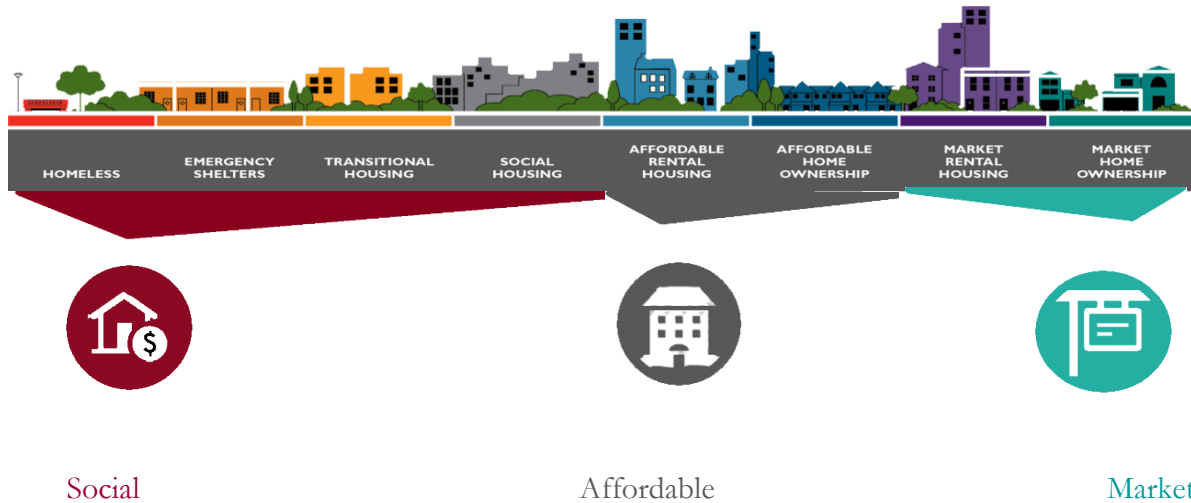 HOMELESS
EMERGENCY
SHELTERS
TRANSITIONAL
HOUSING
SOCIAL
HOUSING
AFFORDABLE
RENTAL
HOUSING
AFFORDABLE
HOME
OWNERSHIP
MARKET
RENTAL
HOUSING
MARKET
HOME
OWNERSHIP
$
Social
Affordable
Market